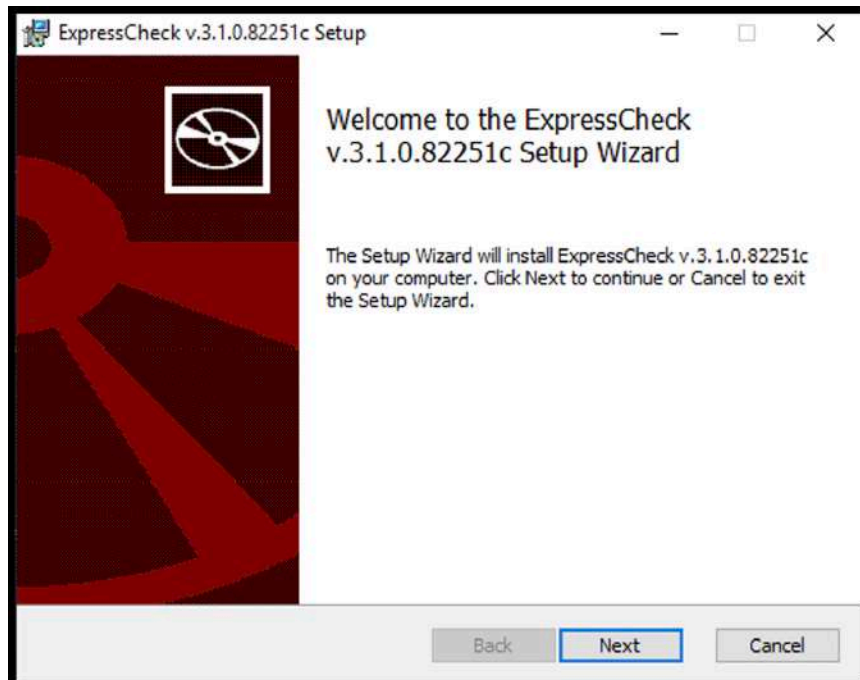 ExpressCheck v.3.1.0.82251c Setup
Welcome to the ExpressCheck
v.3.1.0.82251c Setup Wizard
The Setup Wizard will install ExpressCheck v.3.1.0.82251c
on your computer. Click Next to continue or Cancel to exit
the Setup Wizard.
Back Next Cancel